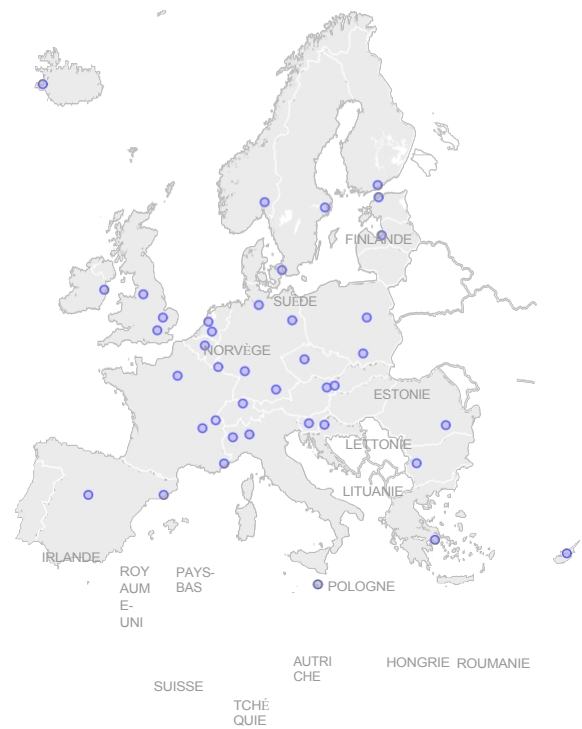 FINLANDE
SUÈDE
NORVÈGE
ESTONIE
LETTONIE
LITUANIE
IRLANDE
ROY
AUM
E-
UNI
PAYS-
BAS
POLOGNE
AUTRI
CHE
HONGRIE
ROUMANIE
SUISSE
TCHÉ
QUIE